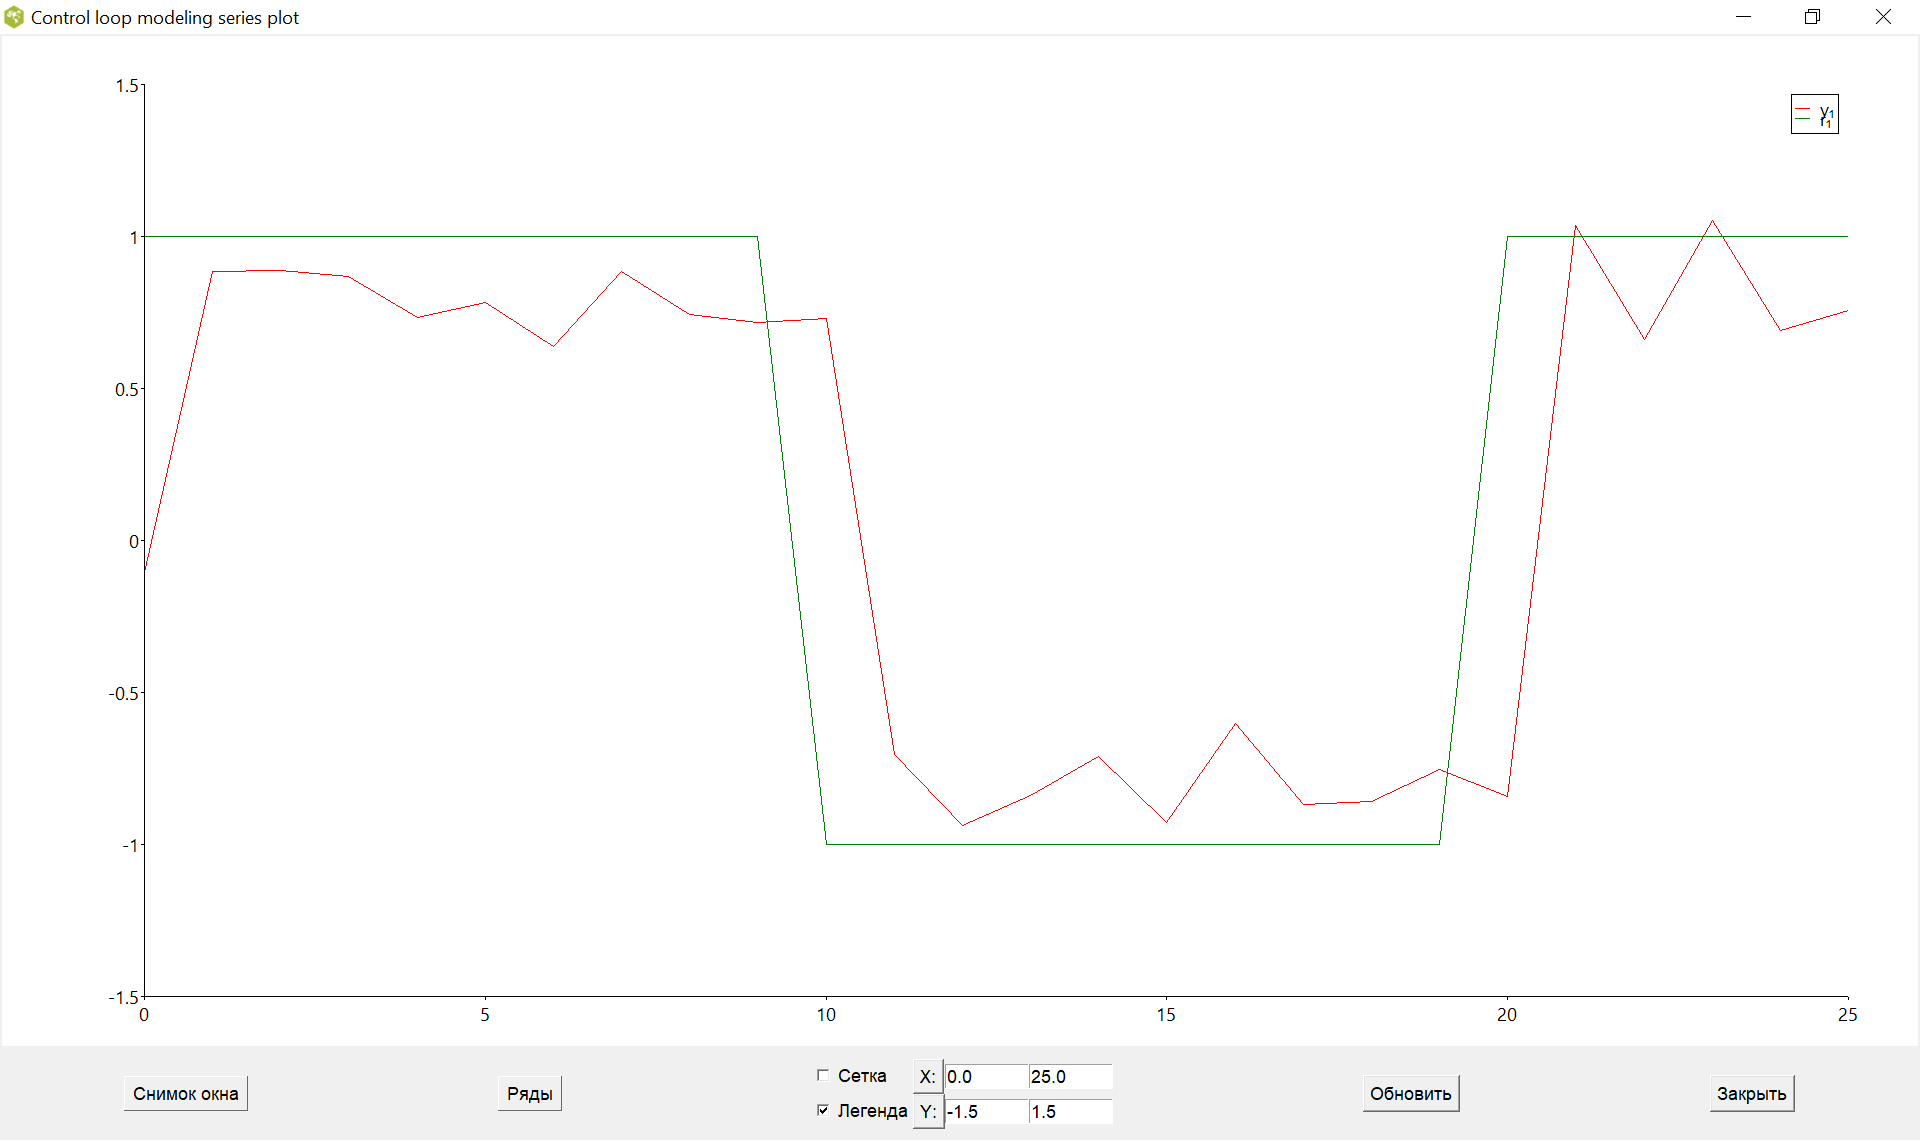 Control loop modeling series plot
1.5
y₁
r₁
1
0.5
0
-0.5
-1
-1.5
0 5 10 15 20 25
Снимок окна
Ряды
Сетка X: 0.0 25.0
Легенда Y: -1.5 1.5
Обновить
Закрыть